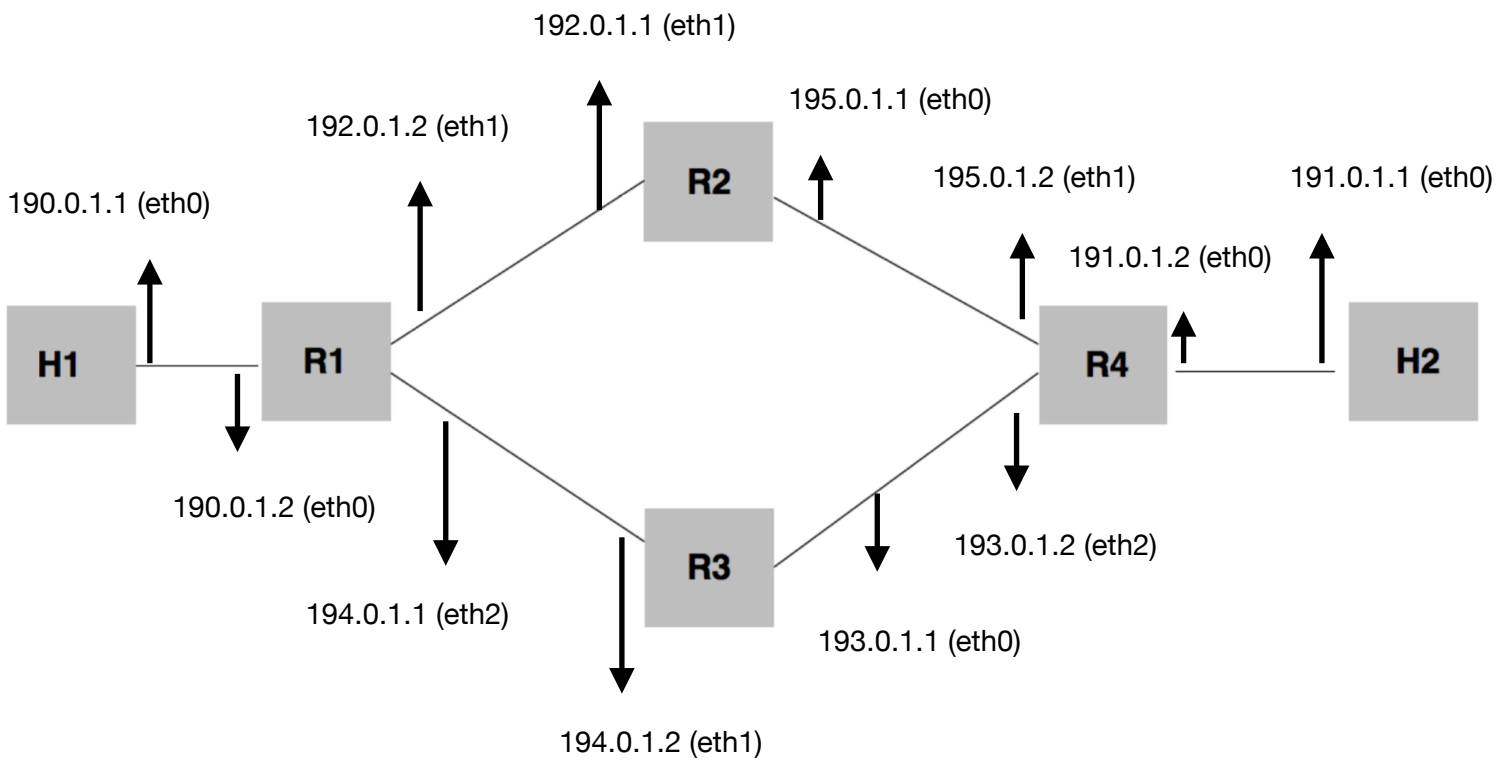 192.0.1.1 (eth1)
195.0.1.1 (eth0)
192.0.1.2 (eth1)
195.0.1.2 (eth1)
191.0.1.1 (eth0)
R2
190.0.1.1 (eth0)
191.0.1.2 (eth0)
H1
R1
R4
H2
190.0.1.2 (eth0)
193.0.1.2 (eth2)
R3
194.0.1.1 (eth2)
193.0.1.1 (eth0)
194.0.1.2 (eth1)